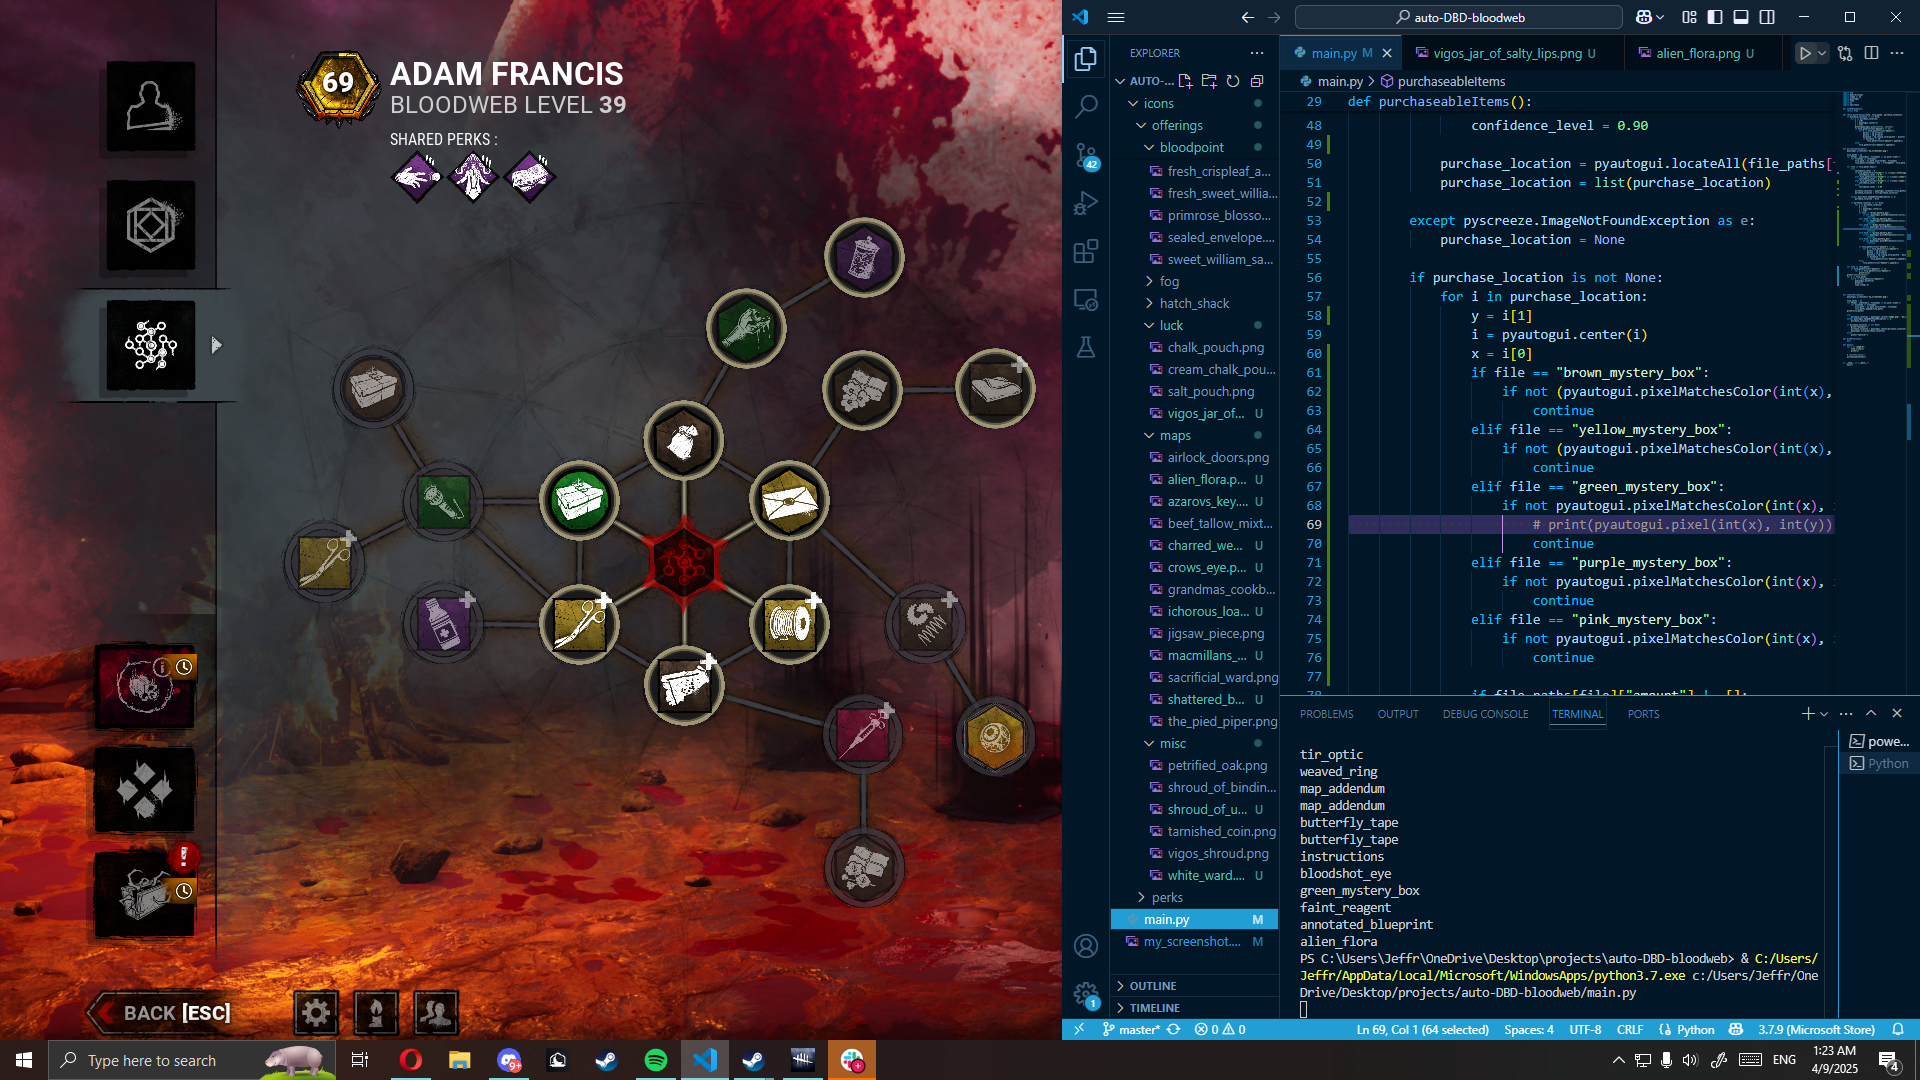 69
ADAM FRANCIS
BLOODWEB LEVEL 39
SHARED PERKS :
BACK [ESC]
auto-DBD-bloodweb
EXPLORER
AUTO-...
icons
offerings
bloodpoint
fresh_crispleaf_a...
fresh_sweet_willia...
primrose_blosso...
sealed_envelope....
sweet_william_sa...
fog
hatch_shack
luck
chalk_pouch.png
cream_chalk_pou...
salt_pouch.png
vigos_jar_of... U
maps
airlock_doors.png
alien_flora.p... U
azarovs_key.... U
beef_tallow_mixt...
charred_we... U
crows_eye.p... U
grandmas_cookb...
ichorous_loa... U
jigsaw_piece.png
macmillans_... U
sacrificial_ward.png
shattered_b... U
the_pied_piper.png
misc
petrified_oak.png
shroud_of_bindin...
shroud_of_u... U
tarnished_coin.png
vigos_shroud.png
white_ward.... U
perks
main.py M
my_screenshot.... M
OUTLINE
TIMELINE
42
1
main.py M
vigos_jar_of_salty_lips.png U
alien_flora.png U
main.py > purchaseableItems
29 def purchaseableItems():
48 confidence_level = 0.90
49
50 purchase_location = pyautogui.locateAll(file_paths[
51 purchase_location = list(purchase_location)
52
53 except pyscreeze.ImageNotFoundException as e:
54 purchase_location = None
55
56 if purchase_location is not None:
57 for i in purchase_location:
58 y = i[1]
59 i = pyautogui.center(i)
60 x = i[0]
61 if file == "brown_mystery_box":
62 if not (pyautogui.pixelMatchesColor(int(x),
63 continue
64 elif file == "yellow_mystery_box":
65 if not (pyautogui.pixelMatchesColor(int(x),
66 continue
67 elif file == "green_mystery_box":
68 if not pyautogui.pixelMatchesColor(int(x),
69 # print(pyautogui.pixel(int(x), int(y))
70 continue
71 elif file == "purple_mystery_box":
72 if not pyautogui.pixelMatchesColor(int(x),
73 continue
74 elif file == "pink_mystery_box":
75 if not pyautogui.pixelMatchesColor(int(x),
76 continue
77
PROBLEMS OUTPUT DEBUG CONSOLE TERMINAL PORTS
tir_optic
weaved_ring
map_addendum
map_addendum
butterfly_tape
butterfly_tape
instructions
bloodshot_eye
green_mystery_box
faint_reagent
annotated_blueprint
alien_flora
PS C:\Users\Jeffr\OneDrive\Desktop\projects\auto-DBD-bloodweb> & C:/Users/
Jeffr/AppData/Local/Microsoft/WindowsApps/python3.7.exe c:/Users/Jeffr/One
Drive/Desktop/projects/auto-DBD-bloodweb/main.py
powe...
Python
master* 0 0 Ln 69, Col 1 (64 selected) Spaces: 4 UTF-8 CRLF Python 3.7.9 (Microsoft Store)
Type here to search
9+
ENG
1:23 AM
4/9/2025
4